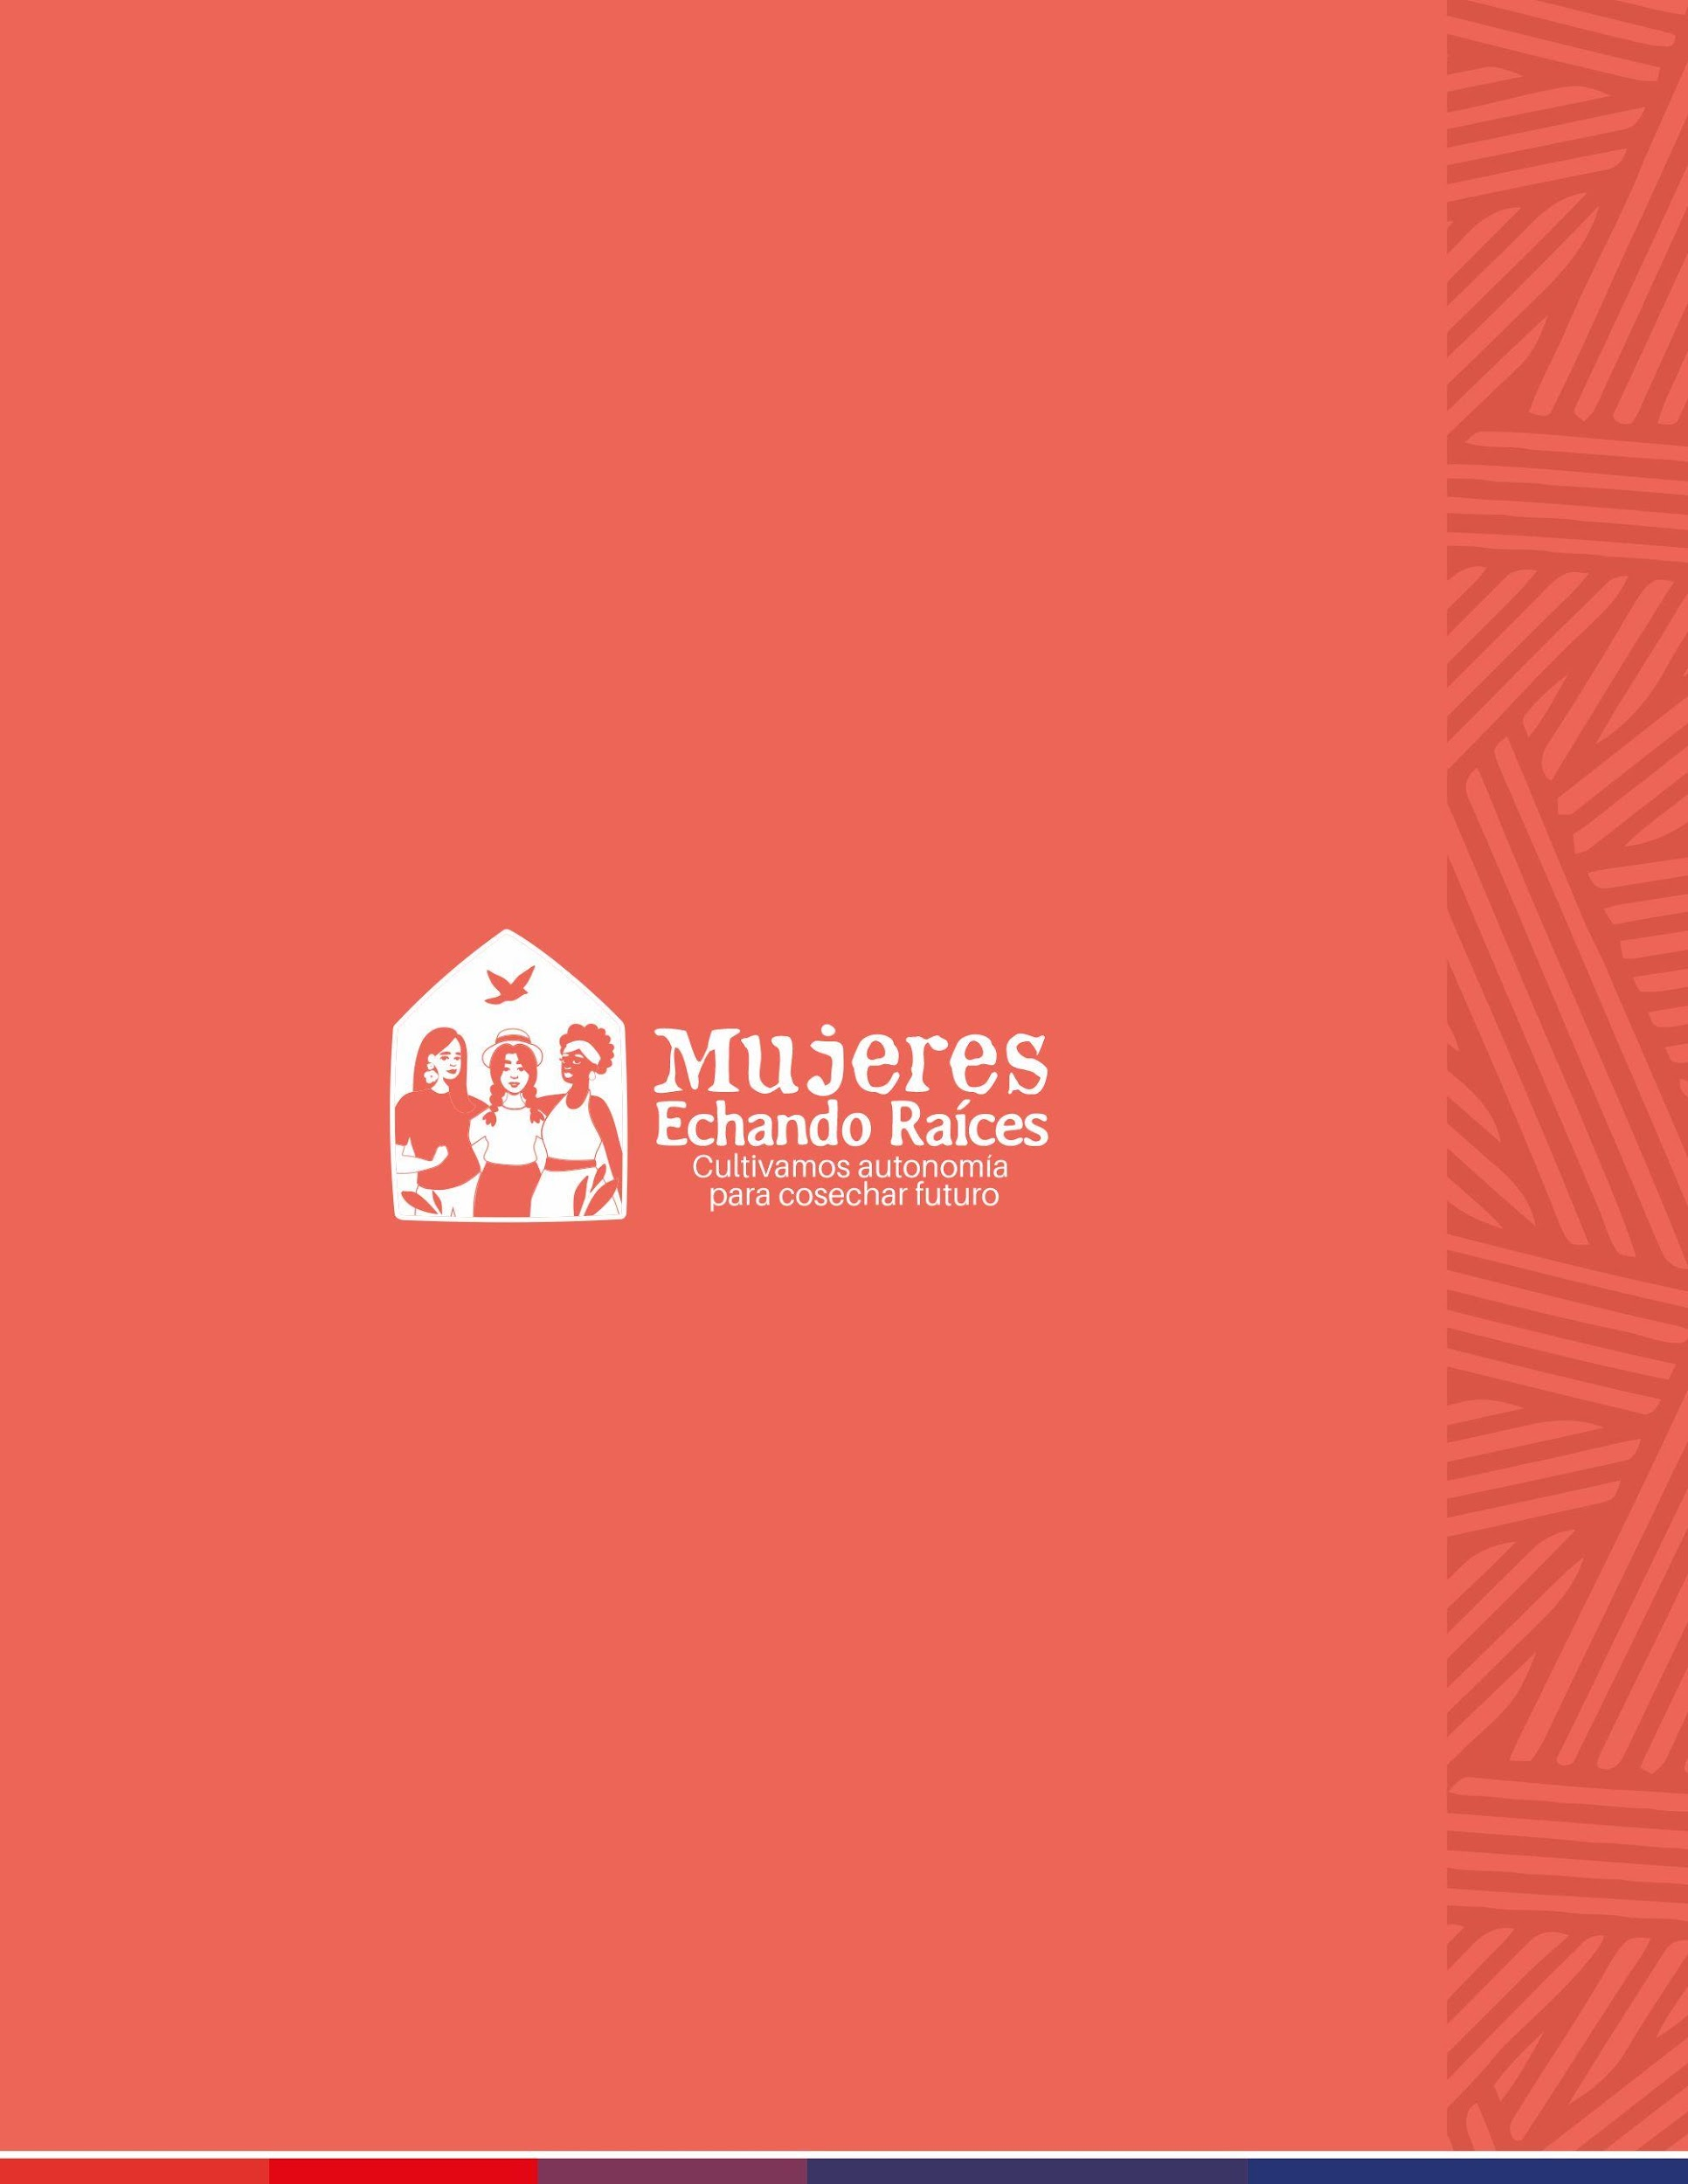 Mujeres
Echando Raíces
Cultivamos autonomía
para cosechar futuro